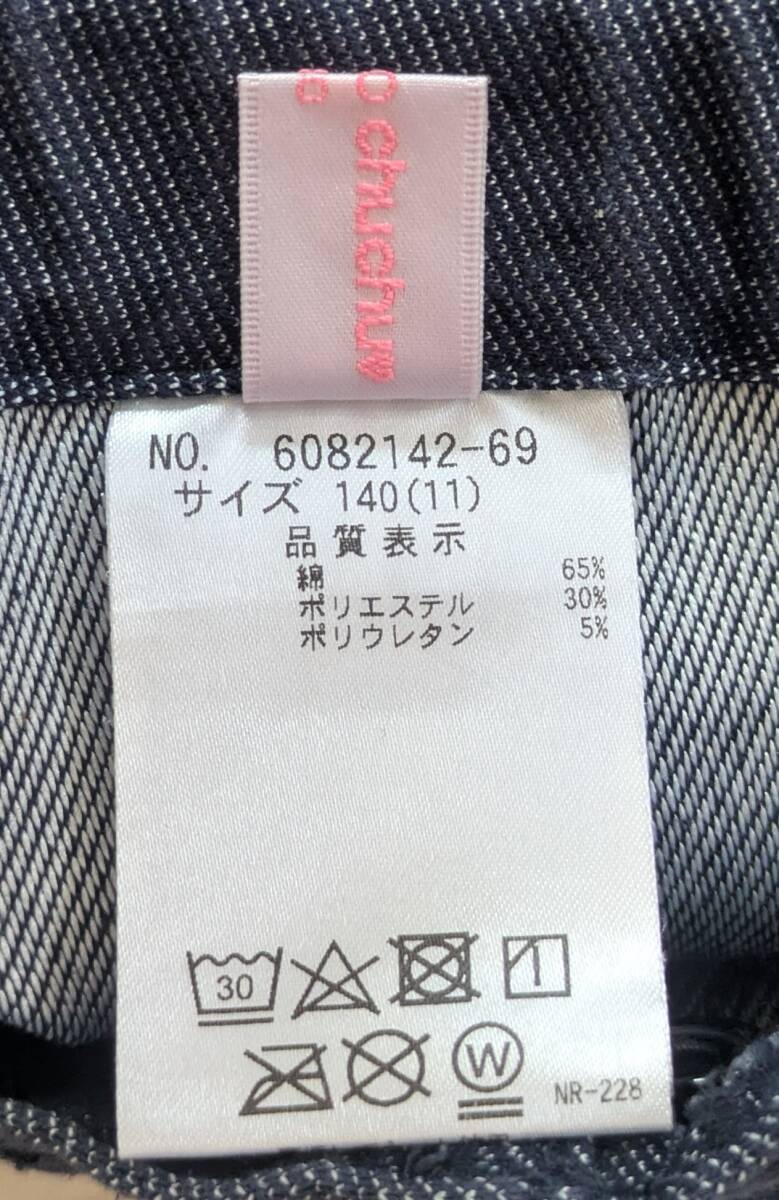 chuchu
NO. 6082142-69
サイズ 140(11)
品質表示
綿 65%
ポリエステル 30%
ポリウレタン 5%
30
W
NR-228